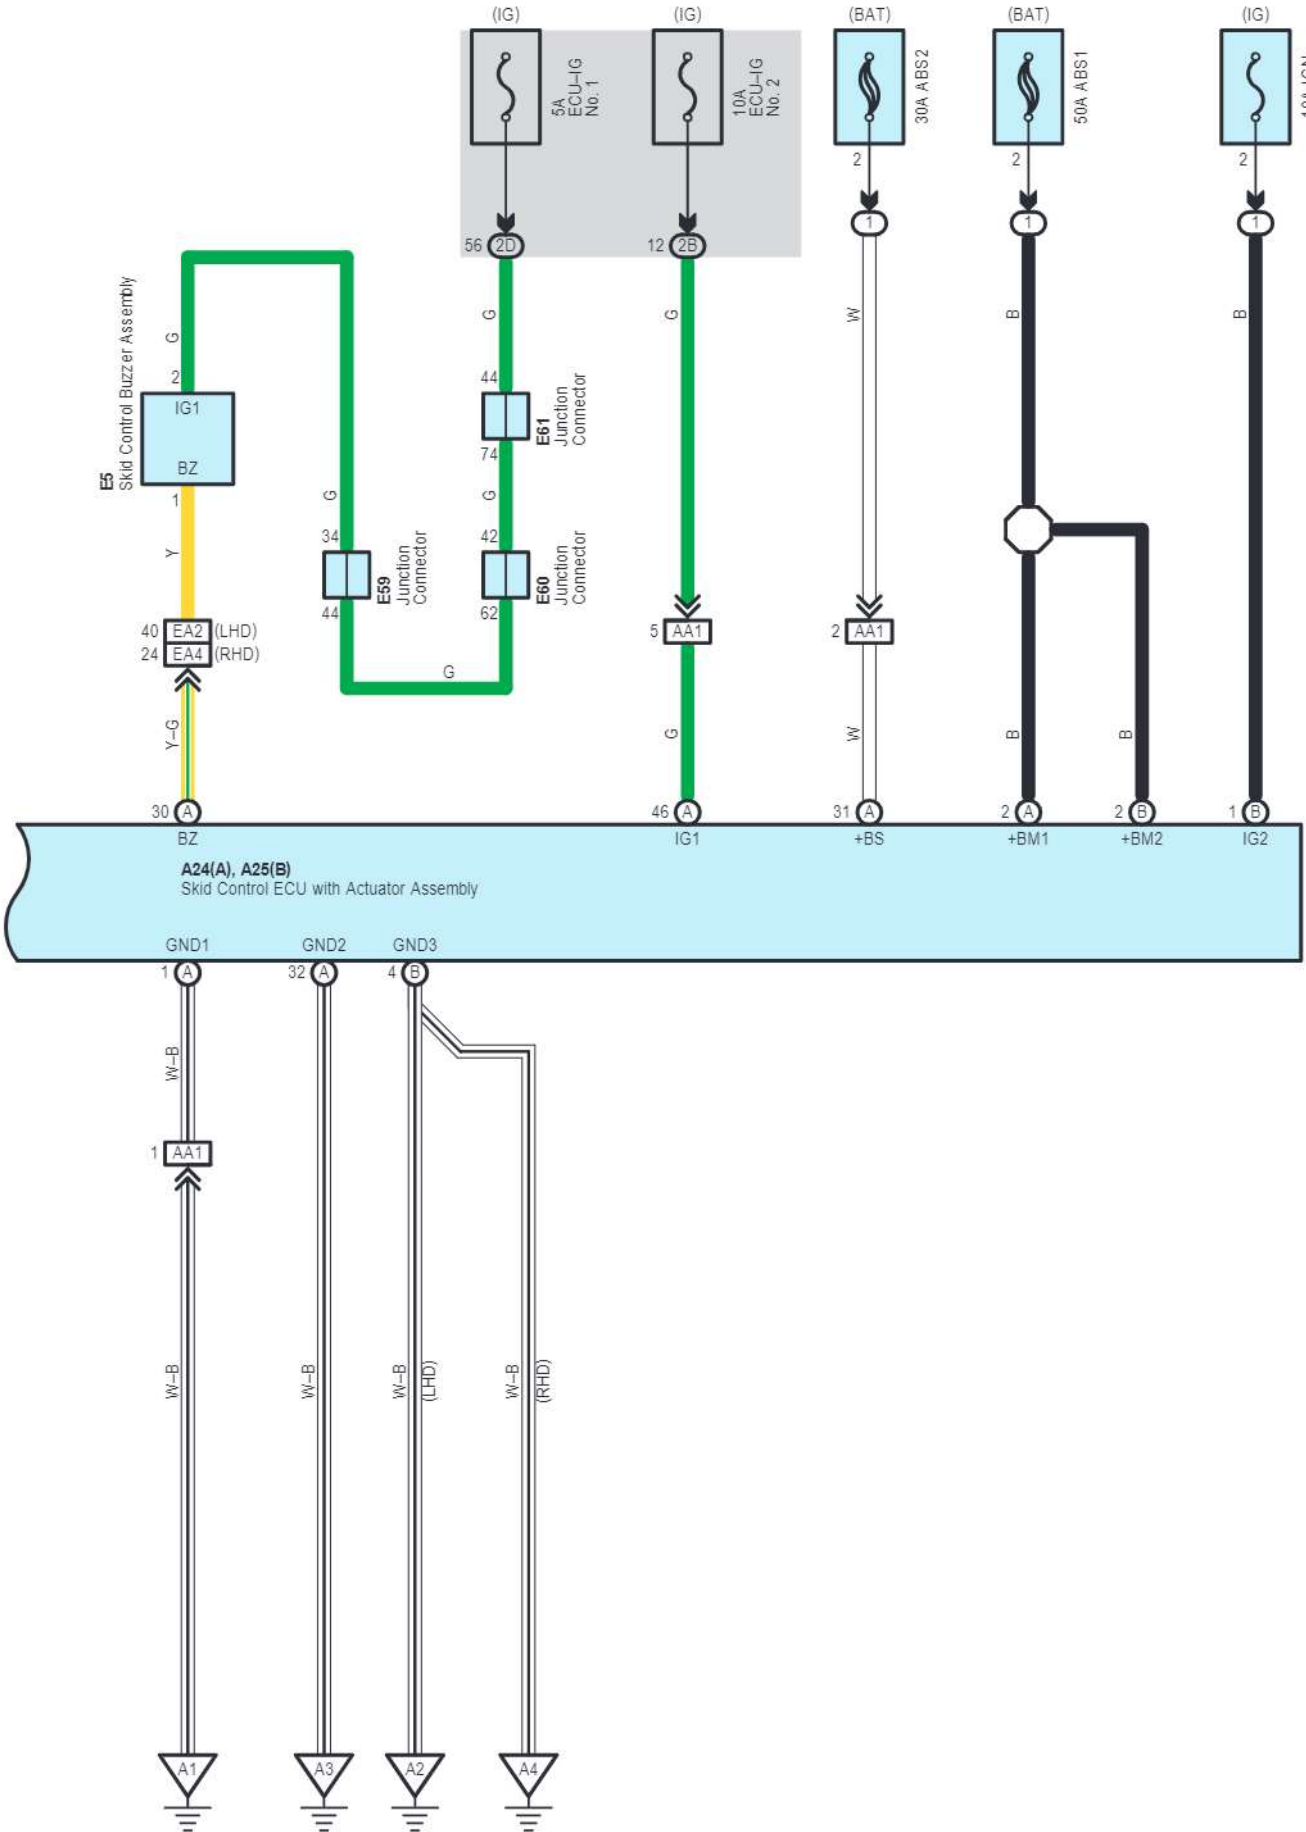 (IG)
(IG)
(BAT)
(BAT)
(IG)
5A
ECU–IG
No. 1
10A
ECU–IG
No. 2
30A ABS2
50A ABS1
2
2
2
56 2D
12 2B
1
1
1
E5
Skid Control Buzzer Assembly
G
G
G
W
B
B
2
IG1
BZ
1
44
E61
Junction
Connector
74
G
G
Y
34
E59
Junction
Connector
44
42
E60
Junction
Connector
62
40 EA2 (LHD)
24 EA4 (RHD)
5 AA1
2 AA1
G
Y–G
G
W
B
B
30 A
46 A
31 A
2 A
2 B
1 B
BZ
IG1
+BS
+BM1
+BM2
IG2
A24(A), A25(B)
Skid Control ECU with Actuator Assembly
GND1
GND2
GND3
1 A
32 A
4 B
W–B
1 AA1
W–B
W–B
W–B
(LHD)
W–B
(RHD)
A1
A3
A2
A4